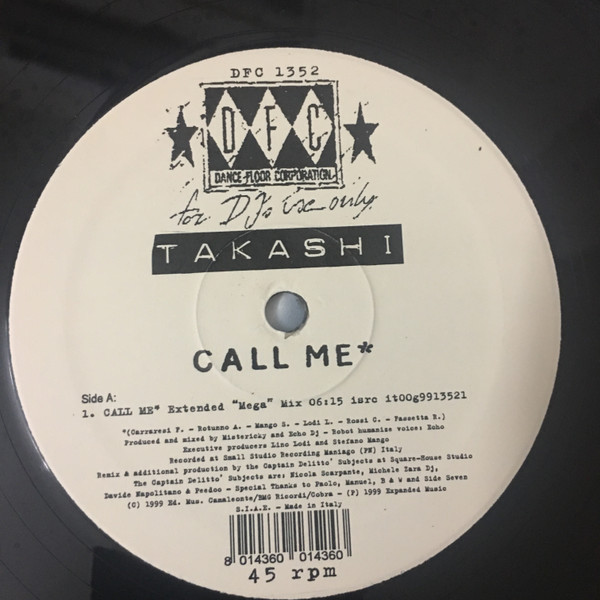 DFC 1352
DFC
DANCE FLOOR CORPORATION
for DJ's use only
TAKASHI
CALL ME*
Side A:
1. CALL ME* Extended "Mega" Mix 06:15 isrc it00g9913521
*(Carraresi F. - Rotunno A. - Mango S. - Lodi L. - Rossi C. - Passetta R.)
Produced and mixed by Mistericky and Echo Dj - Robot humanize voice: Echo
Executive producers Lino Lodi and Stefano Mango
Recorded at Small Studio Recording Maniago (PN) Italy
Remix & additional production by the Captain Delitto' Subjects at Square-House Studio
The Captain Delitto' Subjects are: Nicola Scarpante, Michele Zara Dj,
Davide Napolitano & Peedoo - Special Thanks to Paolo, Manuel, B & W and Side Seven
(C) 1999 Ed. Mus. Canaleonte/BMG Ricordi/Cobra - (P) 1999 Expanded Music
S.I.A.E. - Made in Italy
8 014360 014360
45 rpm